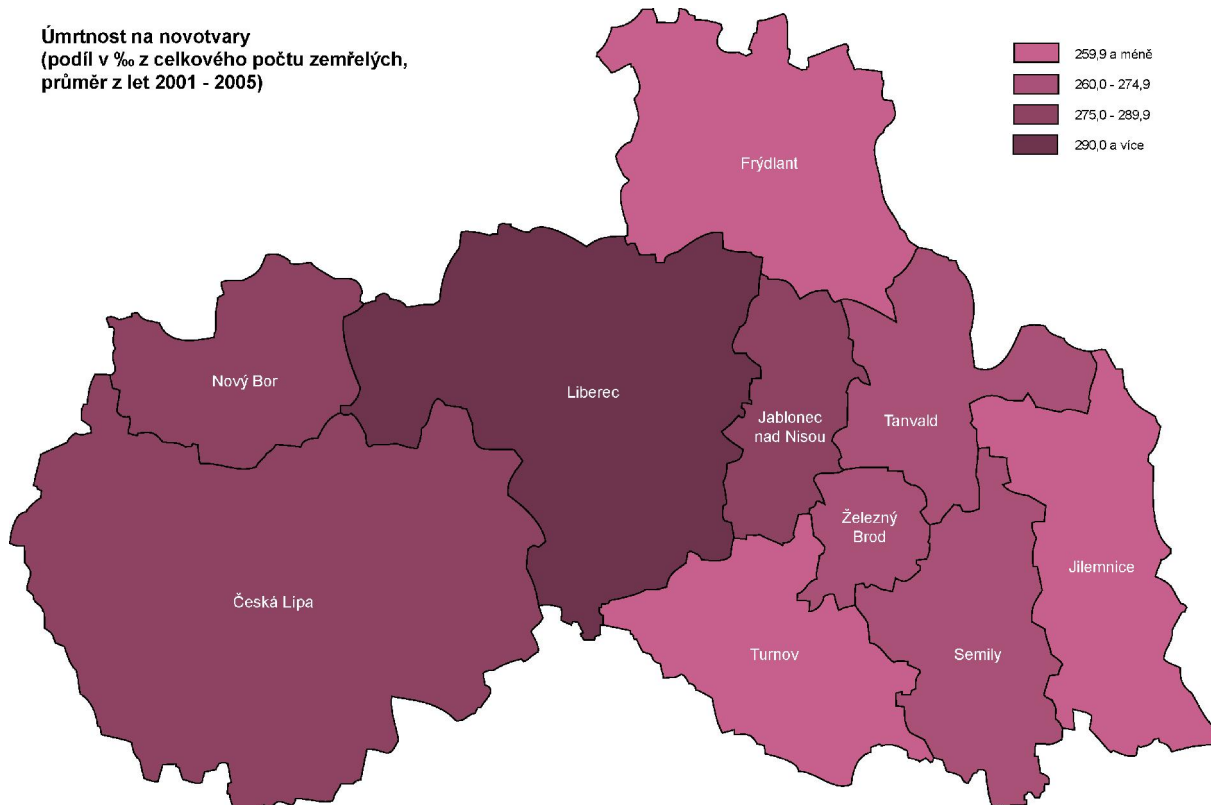 Úmrtnost na novotvary
(podíl v ‰ z celkového počtu zemřelých,
průměr z let 2001 - 2005)
259,9 a méně
260,0 - 274,9
275,0 - 289,9
290,0 a více
Frýdlant
Nový Bor
Liberec
Jablonec
nad Nisou
Tanvald
Železný
Brod
Jilemnice
Česká Lípa
Turnov
Semily